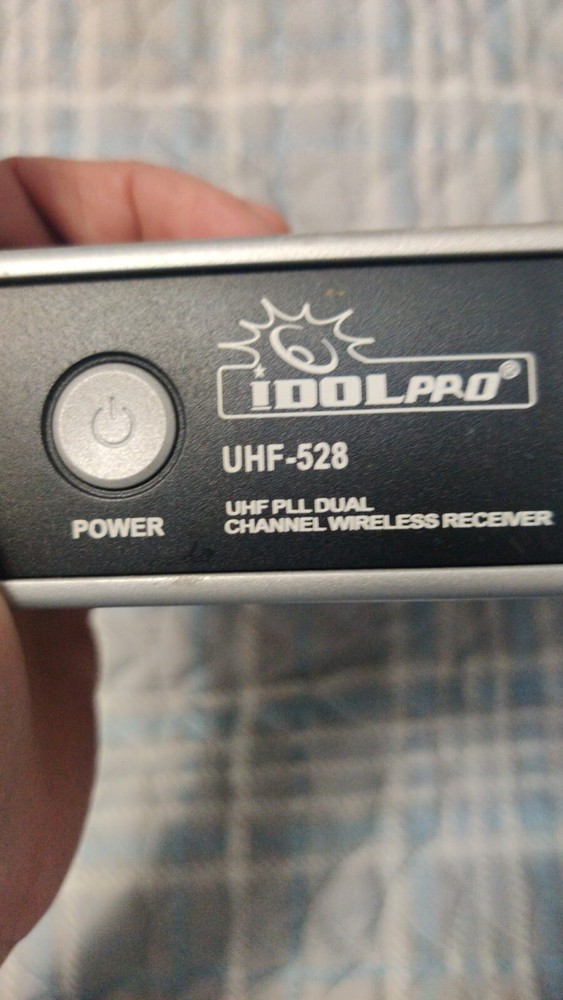 iDOLPRO®
UHF-528
UHF PLL DUAL
CHANNEL WIRELESS RECEIVER
POWER